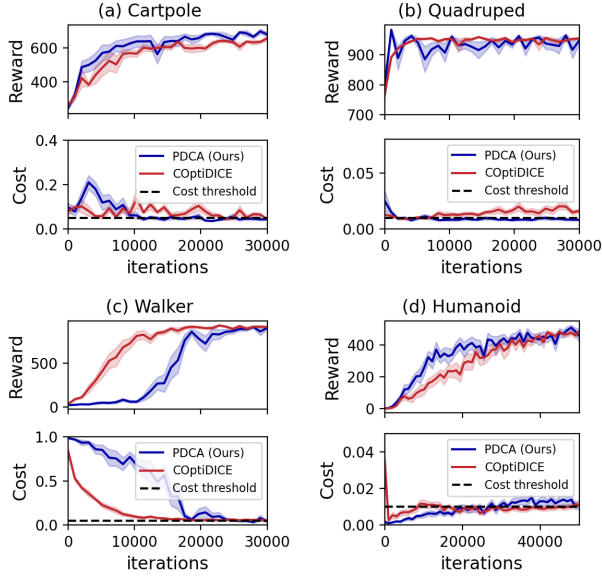 (a) Cartpole
Reward
600
400
Cost
0.4
0.2
0.0
PDCA (Ours)
COptiDICE
Cost threshold
0 10000 20000 30000
iterations
(b) Quadruped
Reward
900
800
700
Cost
0.05
0.00
PDCA (Ours)
COptiDICE
Cost threshold
0 10000 20000 30000
iterations
(c) Walker
Reward
500
0
Cost
1.0
0.5
0.0
PDCA (Ours)
COptiDICE
Cost threshold
0 10000 20000 30000
iterations
(d) Humanoid
Reward
400
200
0
Cost
0.04
0.02
0.00
PDCA (Ours)
COptiDICE
Cost threshold
0 20000 40000
iterations